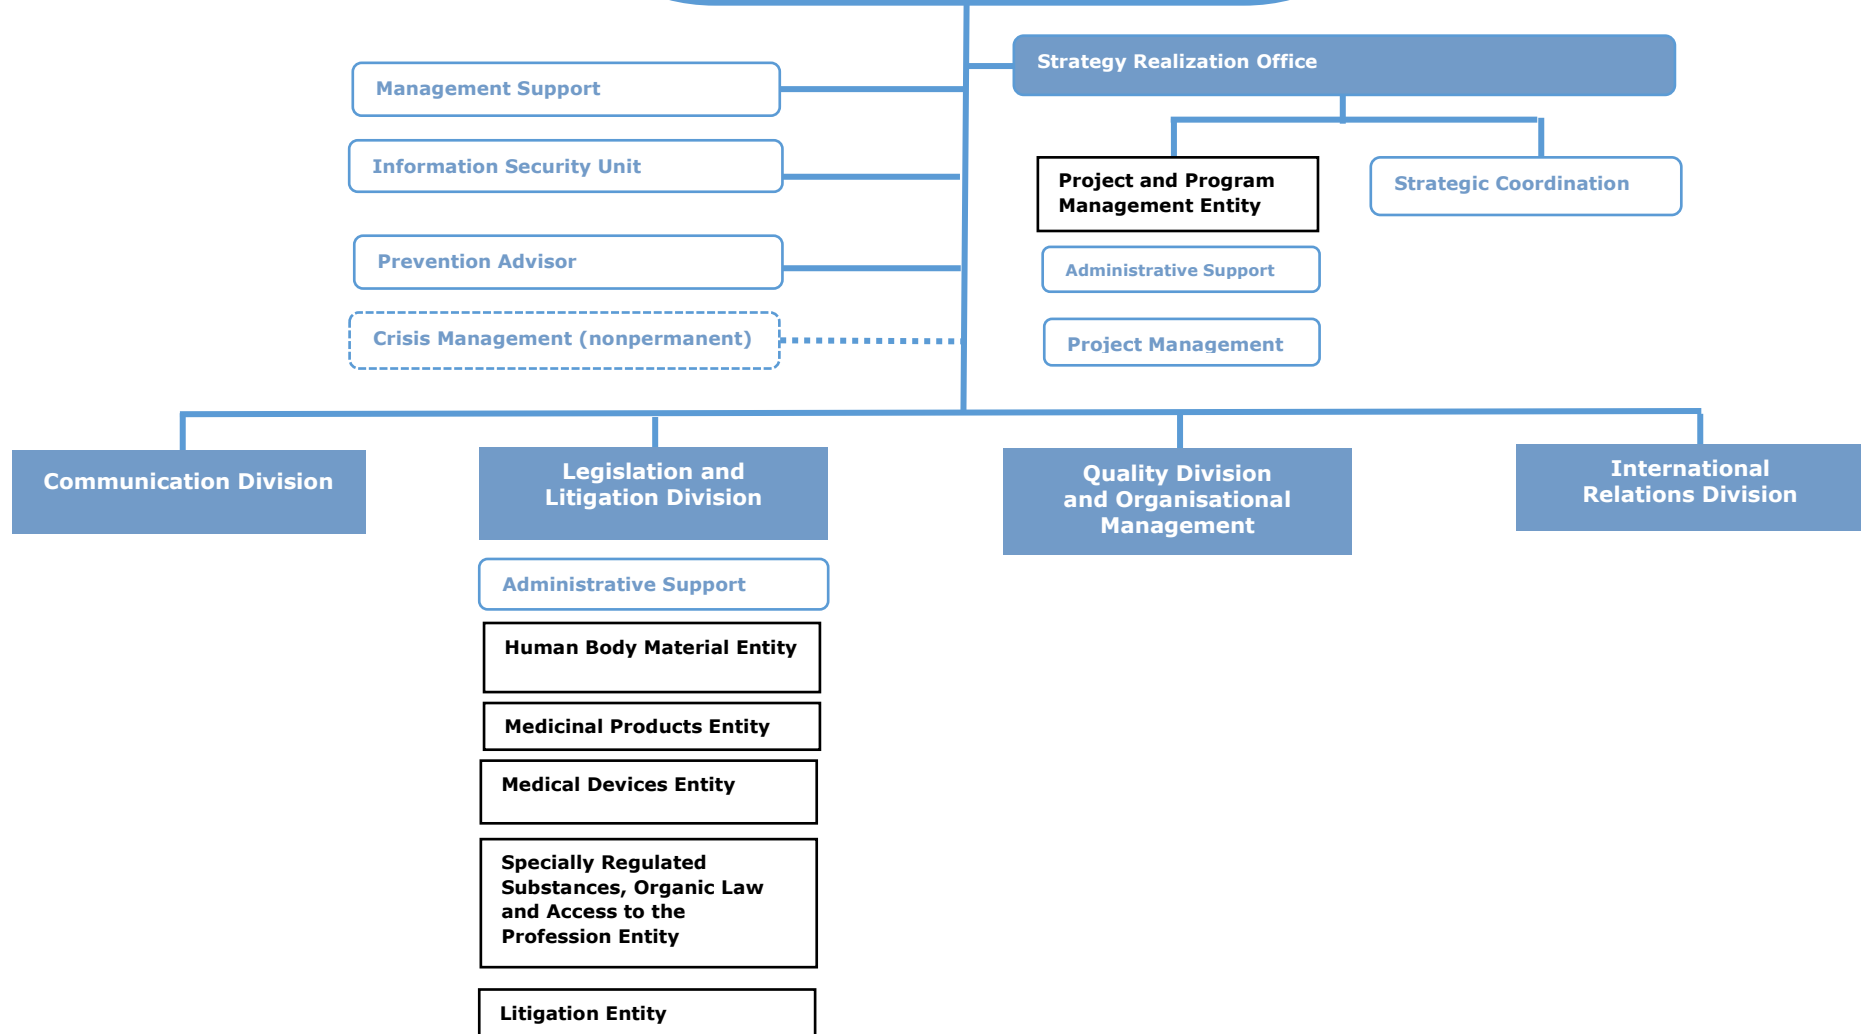 Strategy Realization Office
Management Support
Information Security Unit
Project and Program
Management Entity
Strategic Coordination
Prevention Advisor
Administrative Support
Crisis Management (nonpermanent)
Project Management
Communication Division
Legislation and
Litigation Division
Quality Division
and Organisational
Management
International
Relations Division
Administrative Support
Human Body Material Entity
Medicinal Products Entity
Medical Devices Entity
Specially Regulated
Substances, Organic Law
and Access to the
Profession Entity
Litigation Entity